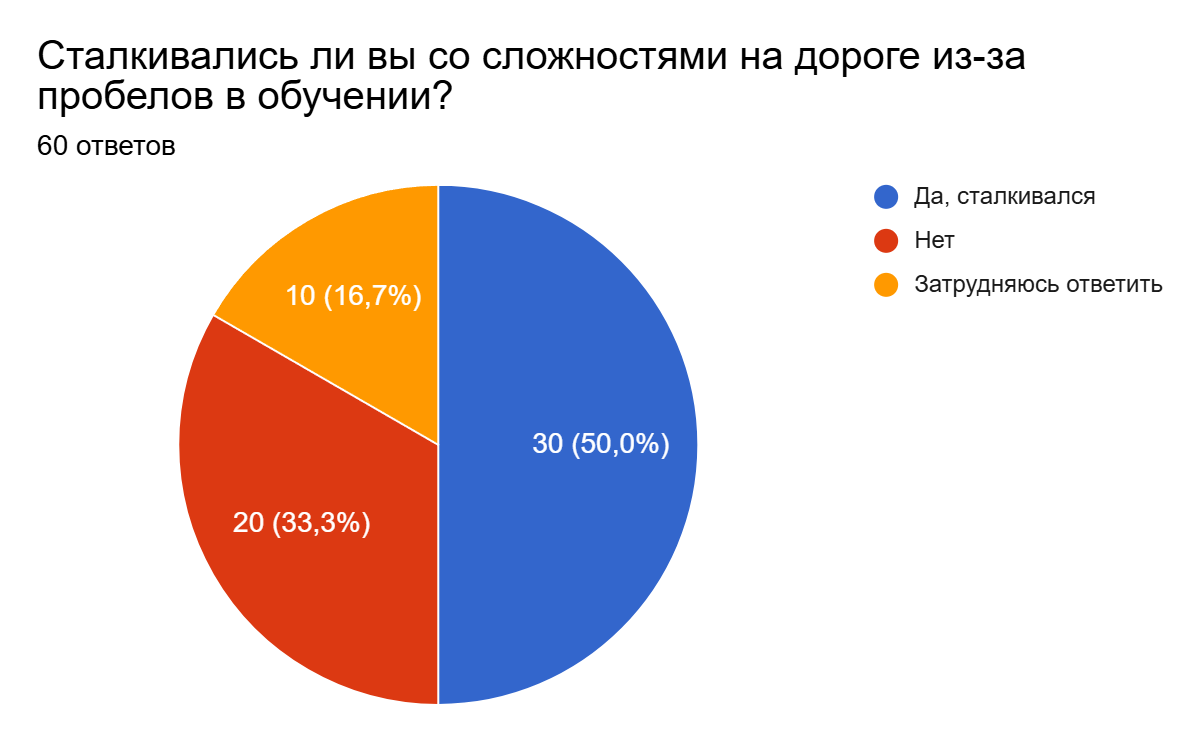 Сталкивались ли вы со сложностями на дороге из-за
пробелов в обучении?
60 ответов
Да, сталкивался
Нет
Затрудняюсь ответить
10 (16,7%)
30 (50,0%)
20 (33,3%)